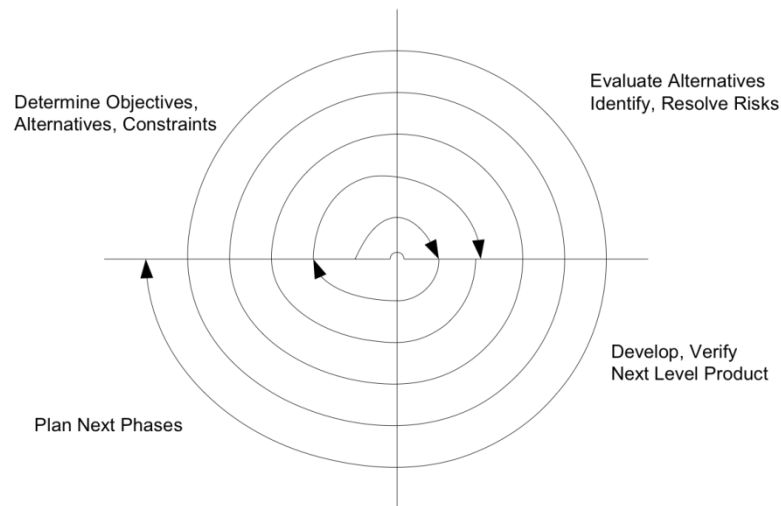 Determine Objectives,
Alternatives, Constraints
Evaluate Alternatives
Identify, Resolve Risks
Develop, Verify
Next Level Product
Plan Next Phases